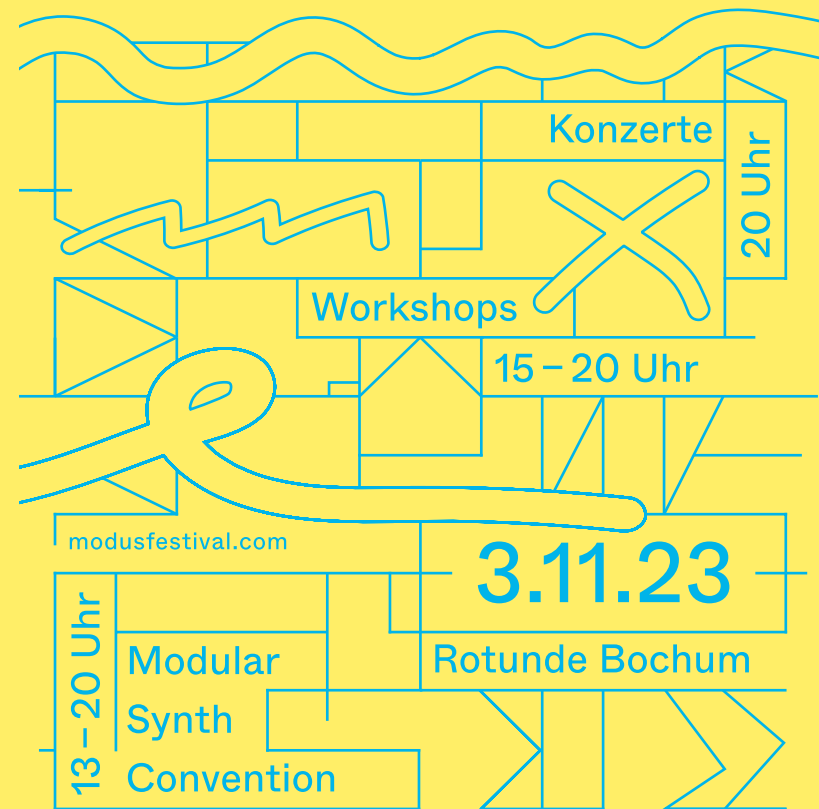 Konzerte
20 Uhr
Workshops
15 – 20 Uhr
modusfestival.com
3.11.23
Rotunde Bochum
13 – 20 Uhr
Modular
Synth
Convention